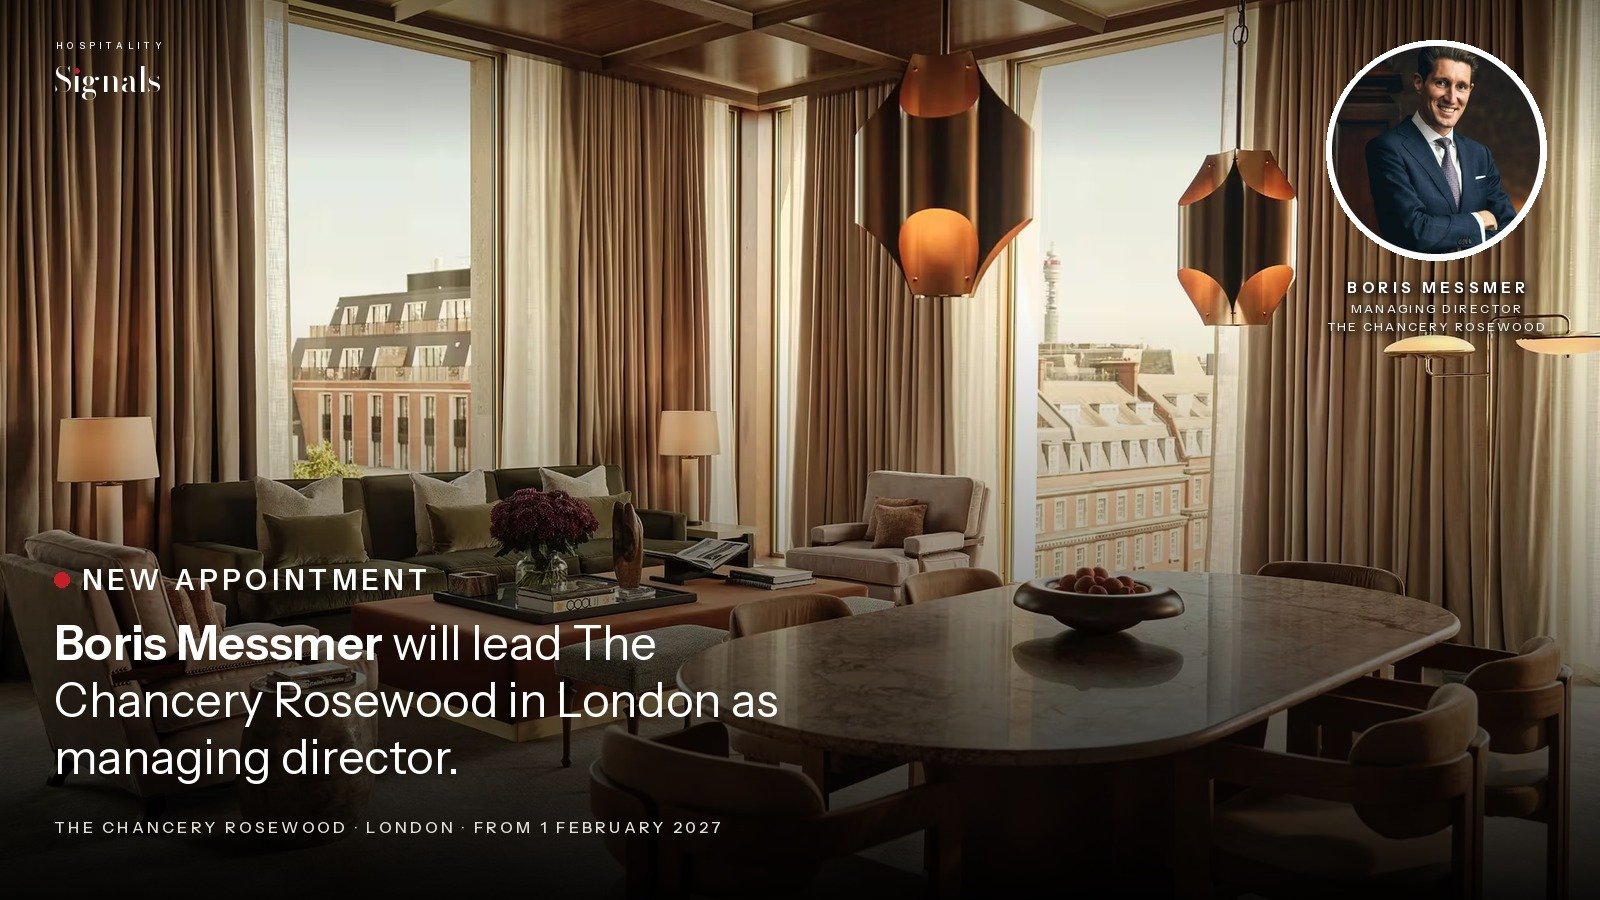 HOSPITALITY
Signals
BORIS MESSMER
MANAGING DIRECTOR
THE CHANCERY ROSEWOOD
NEW APPOINTMENT
Boris Messmer will lead The
Chancery Rosewood in London as
managing director.
THE CHANCERY ROSEWOOD · LONDON · FROM 1 FEBRUARY 2027